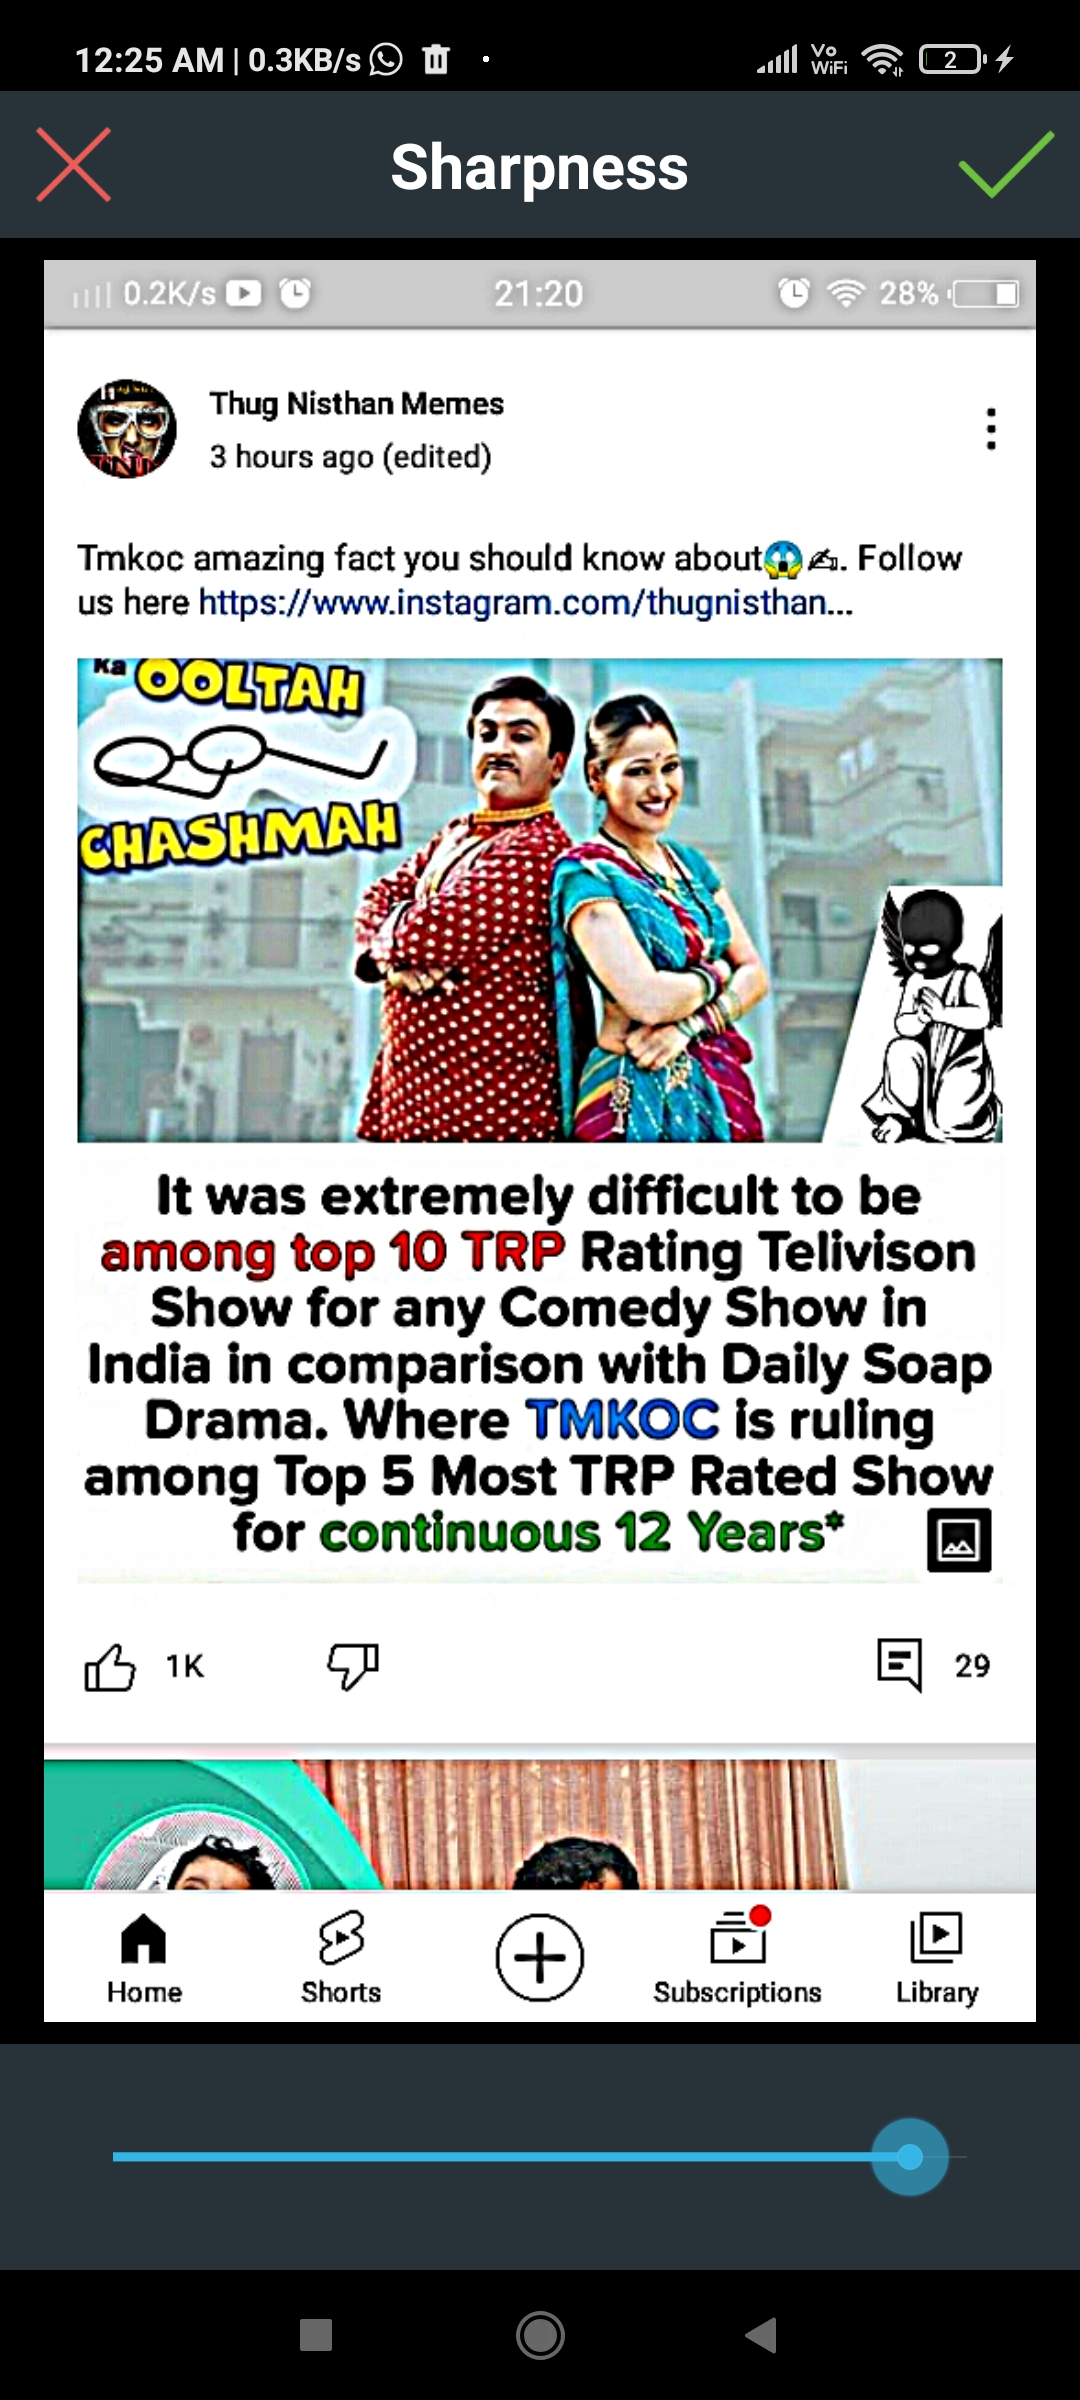 12:25 AM | 0.3KB/s
Vo
WiFi
2
Sharpness
0.2K/s
21:20
28%
Thug Nisthan Memes
3 hours ago (edited)
Tmkoc amazing fact you should know about😱✍. Follow
us here https://www.instagram.com/thugnisthan...
Ka OOLTAH
CHASHMAH
It was extremely difficult to be
among top 10 TRP Rating Telivison
Show for any Comedy Show in
India in comparison with Daily Soap
Drama. Where TMKOC is ruling
among Top 5 Most TRP Rated Show
for continuous 12 Years*
1K
29
Home
Shorts
Subscriptions
Library